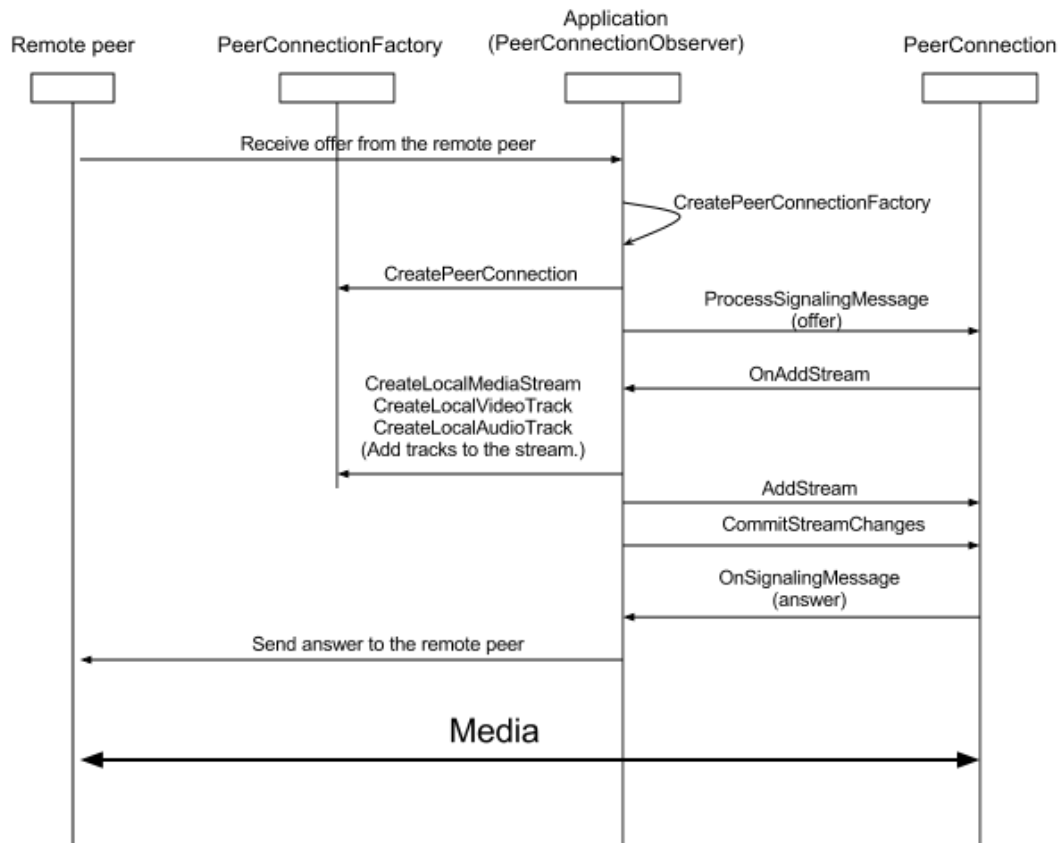 Application
Remote peer
PeerConnectionFactory
(PeerConnectionObserver)
PeerConnection
Receive offer from the remote peer
CreatePeerConnectionFactory
CreatePeerConnection
ProcessSignalingMessage
(offer)
OnAddStream
CreateLocalMediaStream
CreateLocalVideoTrack
CreateLocalAudioTrack
(Add tracks to the stream.)
AddStream
CommitStreamChanges
OnSignalingMessage
(answer)
Send answer to the remote peer
Media